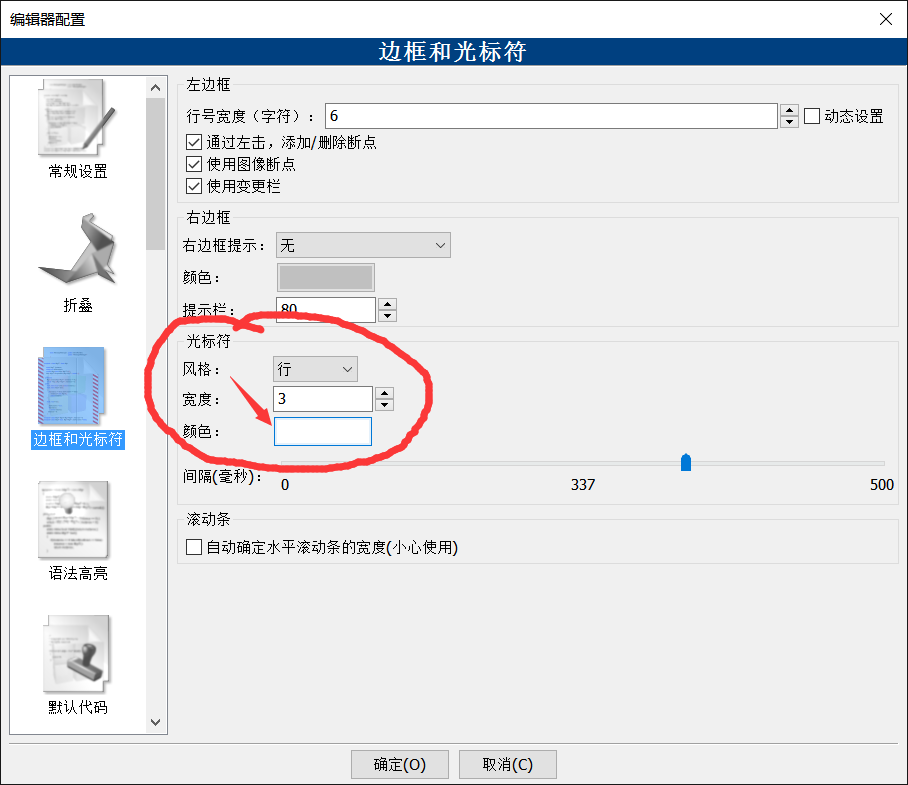 编辑器配置
边框和光标符
常规设置
折叠
边框和光标符
语法高亮
默认代码
左边框
行号宽度（字符）： 6 动态设置
通过左击，添加/删除断点
使用图像断点
使用变更栏
右边框
右边框提示： 无
颜色：
提示栏： 80
光标符
风格： 行
宽度： 3
颜色：
间隔(毫秒)：
0 337 500
滚动条
自动确定水平滚动条的宽度(小心使用)
确定(O) 取消(C)